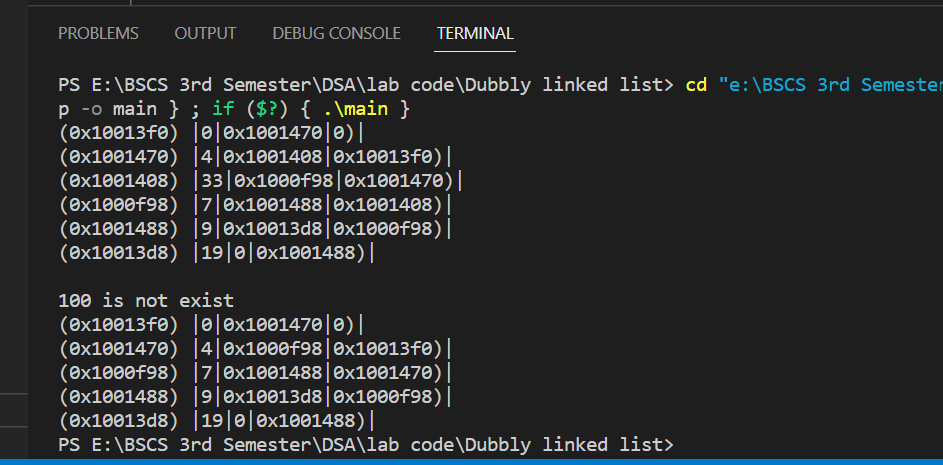 PROBLEMS OUTPUT DEBUG CONSOLE TERMINAL
PS E:\BSCS 3rd Semester\DSA\lab code\Dubbly linked list> cd "e:\BSCS 3rd Semester
p -o main } ; if ($?) { .\main }
(0x10013f0) |0|0x1001470|0)|
(0x1001470) |4|0x1001408|0x10013f0)|
(0x1001408) |33|0x1000f98|0x1001470)|
(0x1000f98) |7|0x1001488|0x1001408)|
(0x1001488) |9|0x10013d8|0x1000f98)|
(0x10013d8) |19|0|0x1001488)|
100 is not exist
(0x10013f0) |0|0x1001470|0)|
(0x1001470) |4|0x1000f98|0x10013f0)|
(0x1000f98) |7|0x1001488|0x1001470)|
(0x1001488) |9|0x10013d8|0x1000f98)|
(0x10013d8) |19|0|0x1001488)|
PS E:\BSCS 3rd Semester\DSA\lab code\Dubbly linked list>